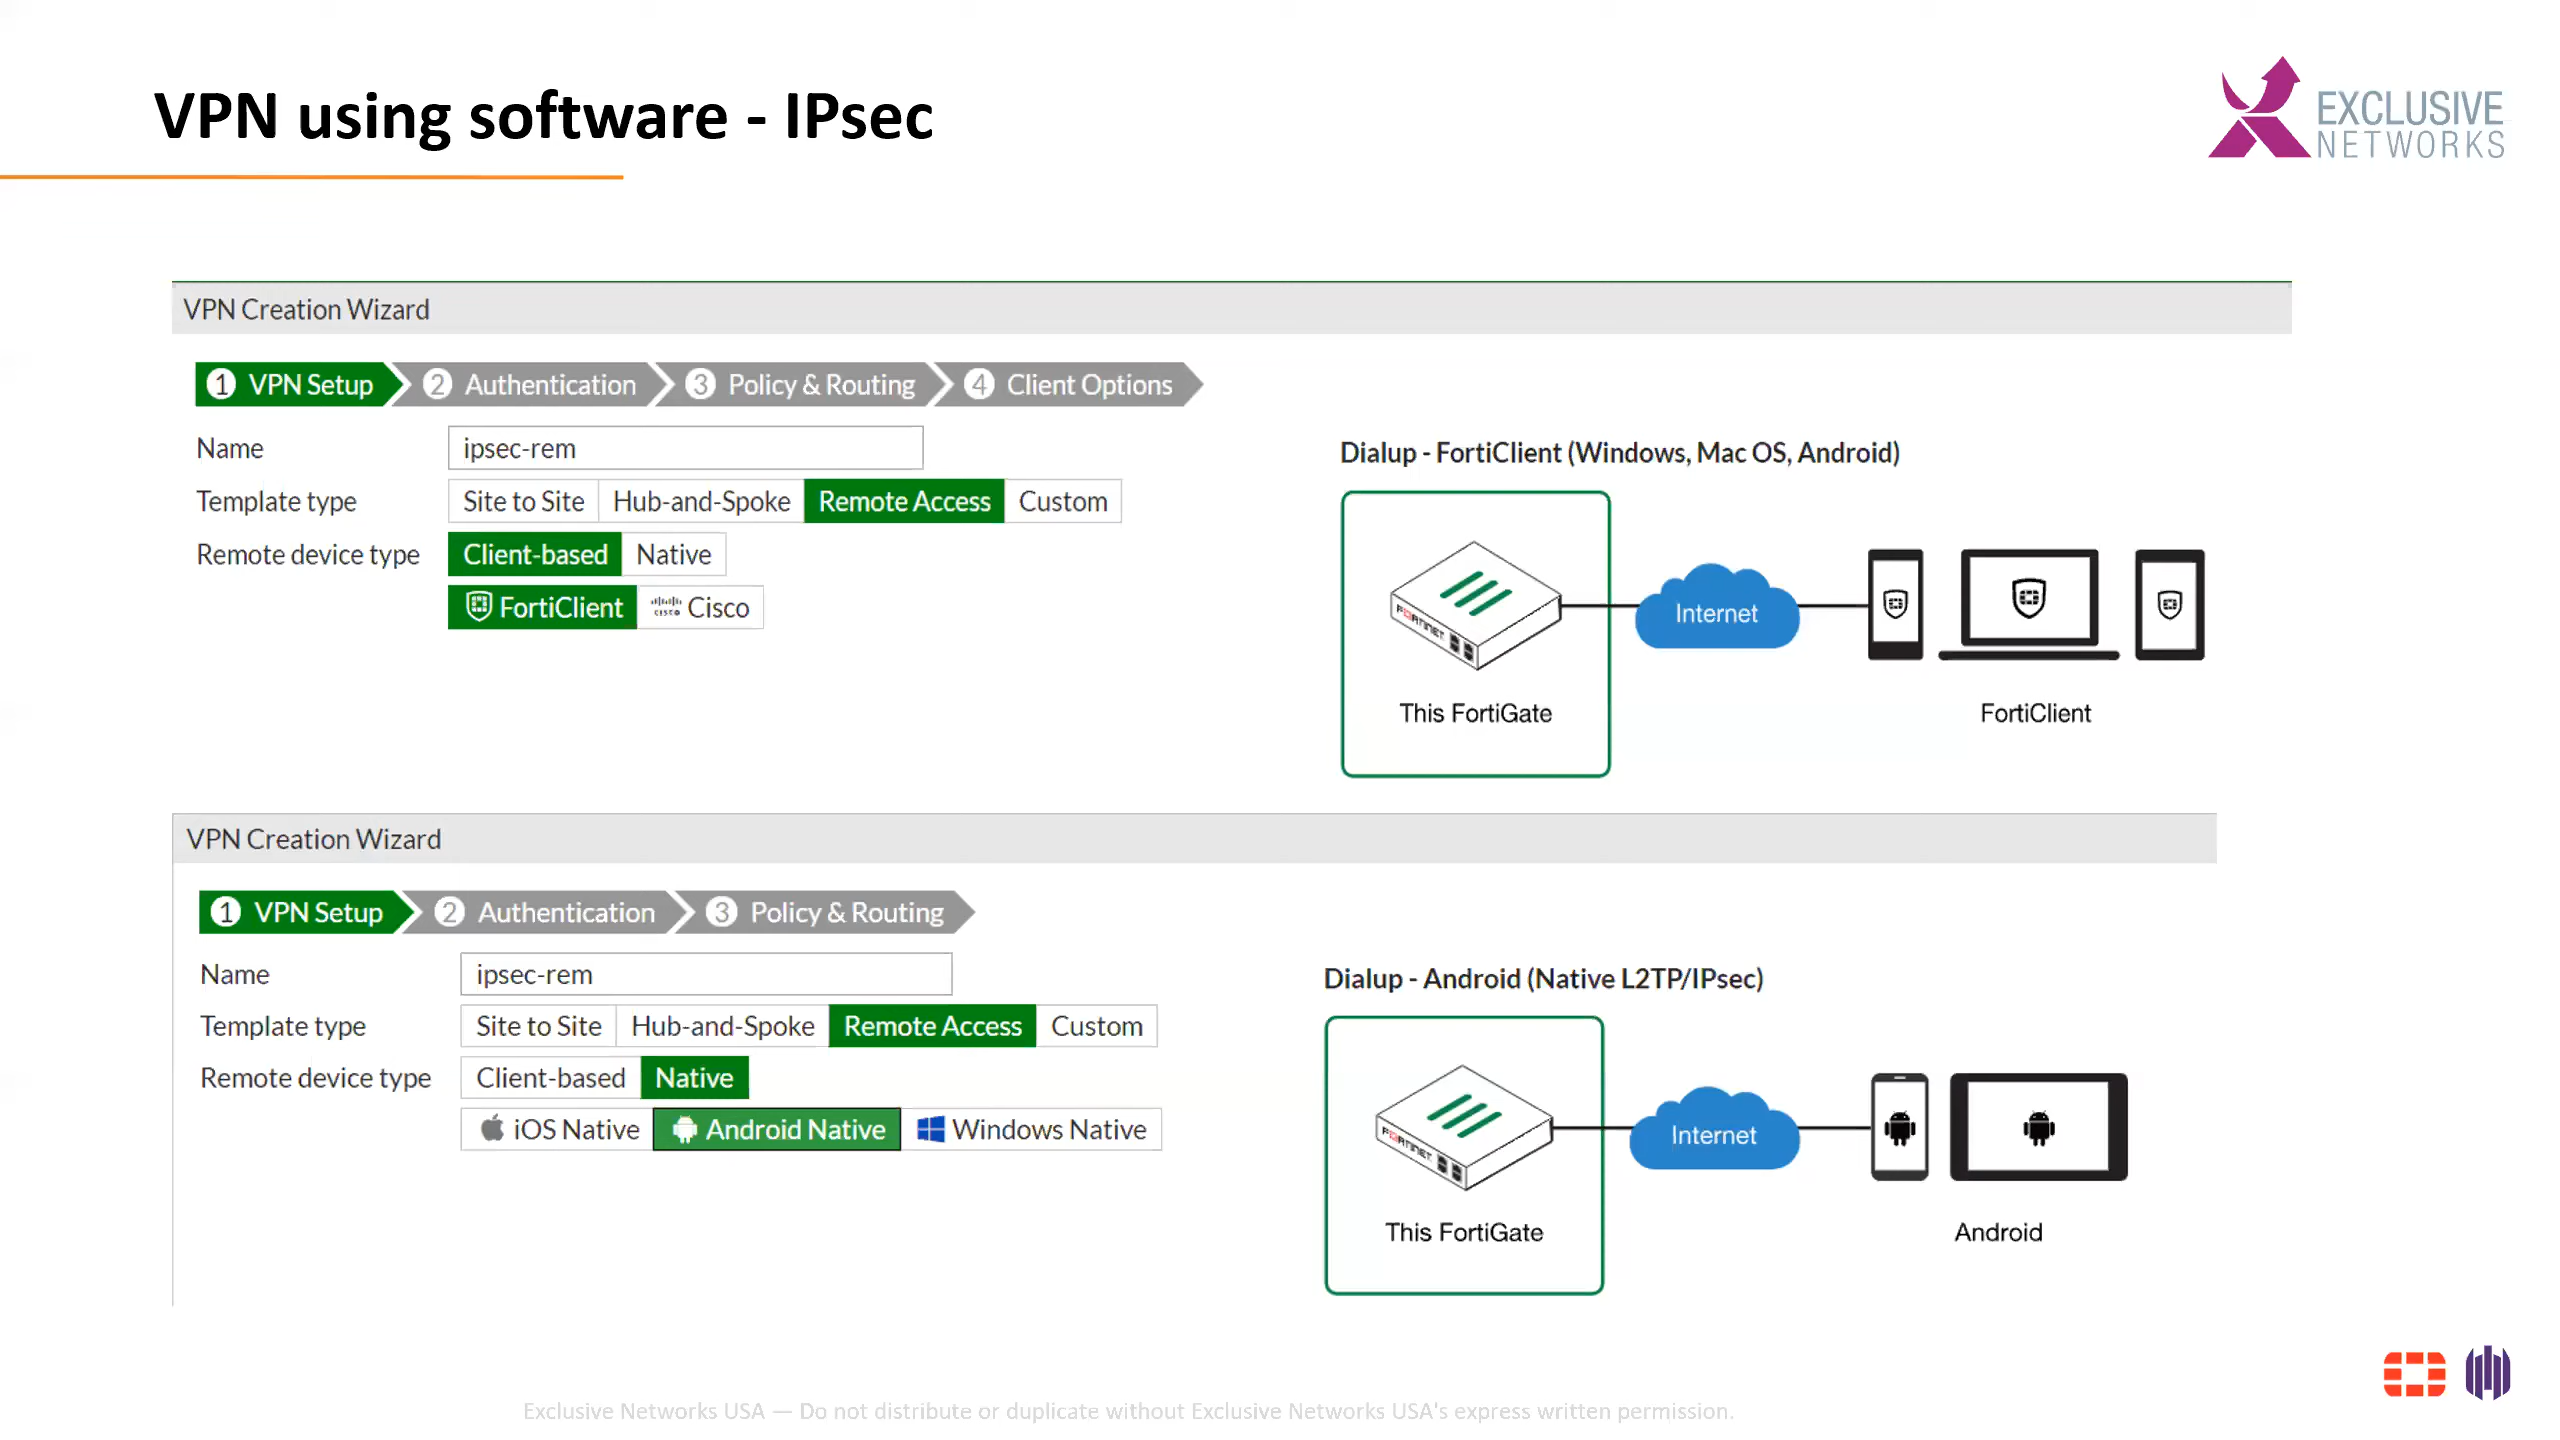 VPN using software - IPsec
EXCLUSIVE
NETWORKS
VPN Creation Wizard
1 VPN Setup 2 Authentication 3 Policy & Routing 4 Client Options
Name ipsec-rem
Template type Site to Site Hub-and-Spoke Remote Access Custom
Remote device type Client-based Native
FortiClient CISCO Cisco
Dialup - FortiClient (Windows, Mac OS, Android)
FORTINET
Internet
This FortiGate
FortiClient
VPN Creation Wizard
1 VPN Setup 2 Authentication 3 Policy & Routing
Name ipsec-rem
Template type Site to Site Hub-and-Spoke Remote Access Custom
Remote device type Client-based Native
iOS Native Android Native Windows Native
Dialup - Android (Native L2TP/IPsec)
FORTINET
Internet
This FortiGate
Android
Exclusive Networks USA — Do not distribute or duplicate without Exclusive Networks USA's express written permission.